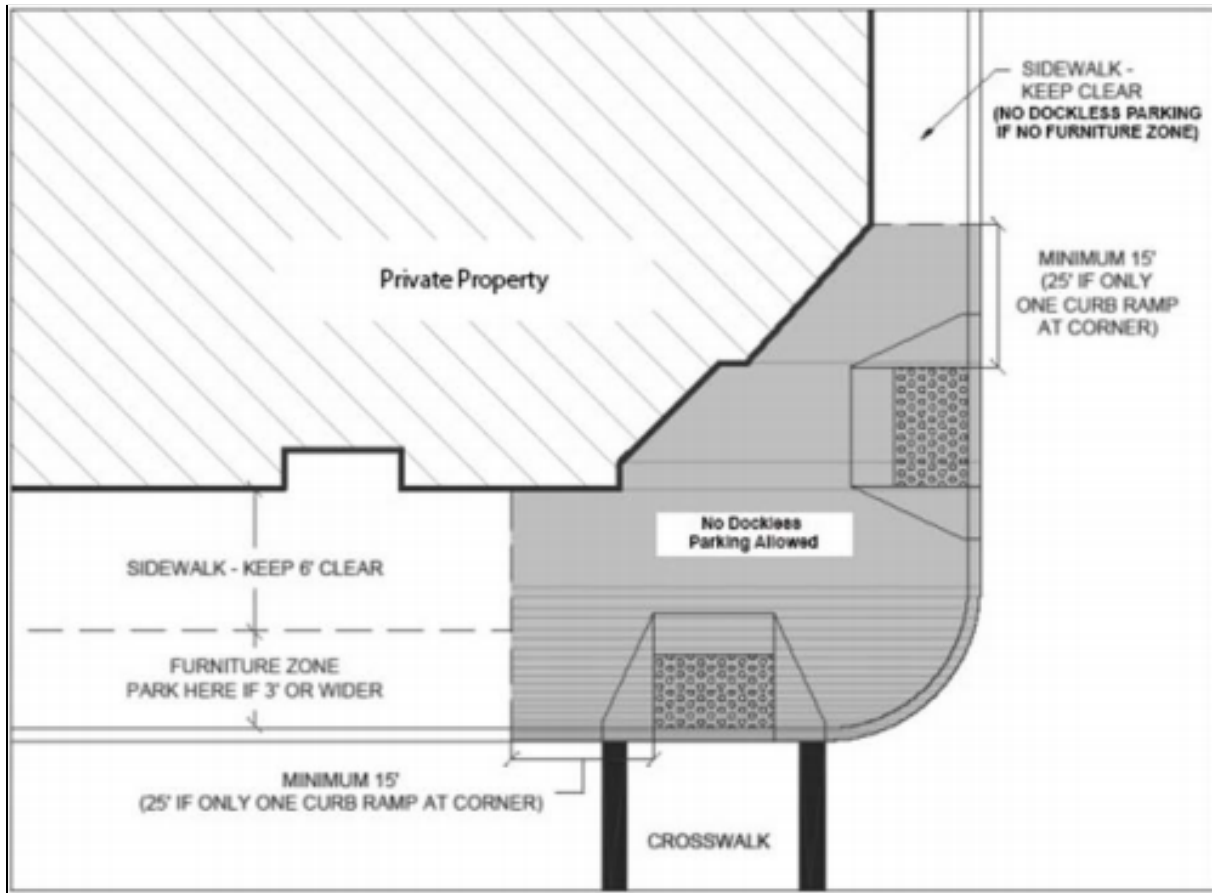 SIDEWALK -
KEEP CLEAR
(NO DOCKLESS PARKING
IF NO FURNITURE ZONE)
Private Property
MINIMUM 15'
(25' IF ONLY
ONE CURB RAMP
AT CORNER)
No Dockless
Parking Allowed
SIDEWALK - KEEP 6' CLEAR
FURNITURE ZONE
PARK HERE IF 3' OR WIDER
MINIMUM 15'
(25' IF ONLY ONE CURB RAMP AT CORNER)
CROSSWALK